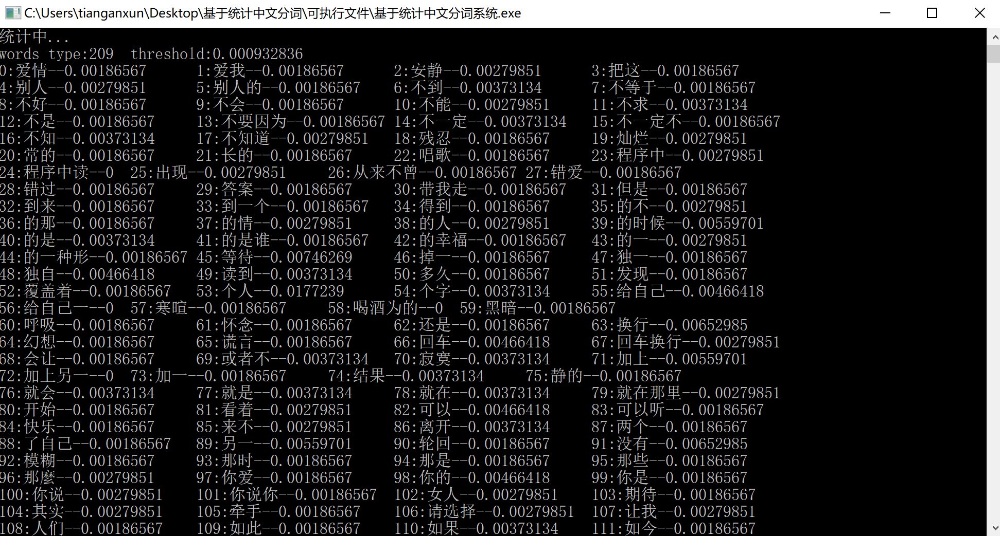 C:\Users\tianganxun\Desktop\基于统计中文分词\可执行文件\基于统计中文分词系统.exe
统计中...
words type:209  threshold:0.000932836
0:爱情--0.00186567 1:爱我--0.00186567 2:安静--0.00279851 3:把这--0.00186567
4:别人--0.00279851 5:别人的--0.00186567 6:不到--0.00373134 7:不等于--0.00186567
8:不好--0.00186567 9:不会--0.00186567 10:不能--0.00279851 11:不求--0.00373134
12:不是--0.00186567 13:不要因为--0.00186567 14:不一定--0.00373134 15:不一定不--0.00186567
16:不知--0.00373134 17:不知道--0.00279851 18:残忍--0.00186567 19:灿烂--0.00279851
20:常的--0.00186567 21:长的--0.00186567 22:唱歌--0.00186567 23:程序中--0.00279851
24:程序中读--0 25:出现--0.00279851 26:从来不曾--0.00186567 27:错爱--0.00186567
28:错过--0.00186567 29:答案--0.00186567 30:带我走--0.00186567 31:但是--0.00186567
32:到来--0.00186567 33:到一个--0.00186567 34:得到--0.00186567 35:的不--0.00279851
36:的那--0.00186567 37:的情--0.00279851 38:的人--0.00279851 39:的时候--0.00559701
40:的是--0.00373134 41:的是谁--0.00186567 42:的幸福--0.00186567 43:的一--0.00279851
44:的一种形--0.00186567 45:等待--0.00746269 46:掉一--0.00186567 47:独一--0.00186567
48:独自--0.00466418 49:读到--0.00373134 50:多久--0.00186567 51:发现--0.00186567
52:覆盖着--0.00186567 53:个人--0.0177239 54:个字--0.00373134 55:给自己--0.00466418
56:给自己一--0 57:寒暄--0.00186567 58:喝酒为的--0 59:黑暗--0.00186567
60:呼吸--0.00186567 61:怀念--0.00186567 62:还是--0.00186567 63:换行--0.00652985
64:幻想--0.00186567 65:谎言--0.00186567 66:回车--0.00466418 67:回车换行--0.00279851
68:会让--0.00186567 69:或者不--0.00373134 70:寂寞--0.00373134 71:加上--0.00559701
72:加上另一--0 73:加一--0.00186567 74:结果--0.00373134 75:静的--0.00186567
76:就会--0.00373134 77:就是--0.00373134 78:就在--0.00373134 79:就在那里--0.00279851
80:开始--0.00186567 81:看着--0.00279851 82:可以--0.00466418 83:可以听--0.00186567
84:快乐--0.00186567 85:来不--0.00279851 86:离开--0.00373134 87:两个--0.00186567
88:了自己--0.00186567 89:另一--0.00559701 90:轮回--0.00186567 91:没有--0.00652985
92:模糊--0.00186567 93:那时--0.00186567 94:那是--0.00186567 95:那些--0.00186567
96:那麽--0.00279851 97:你爱--0.00186567 98:你的--0.00466418 99:你是--0.00186567
100:你说--0.00279851 101:你说你--0.00186567 102:女人--0.00279851 103:期待--0.00186567
104:其实--0.00279851 105:牵手--0.00186567 106:请选择--0.00279851 107:让我--0.00279851
108:人们--0.00186567 109:如此--0.00186567 110:如果--0.00373134 111:如今--0.00186567